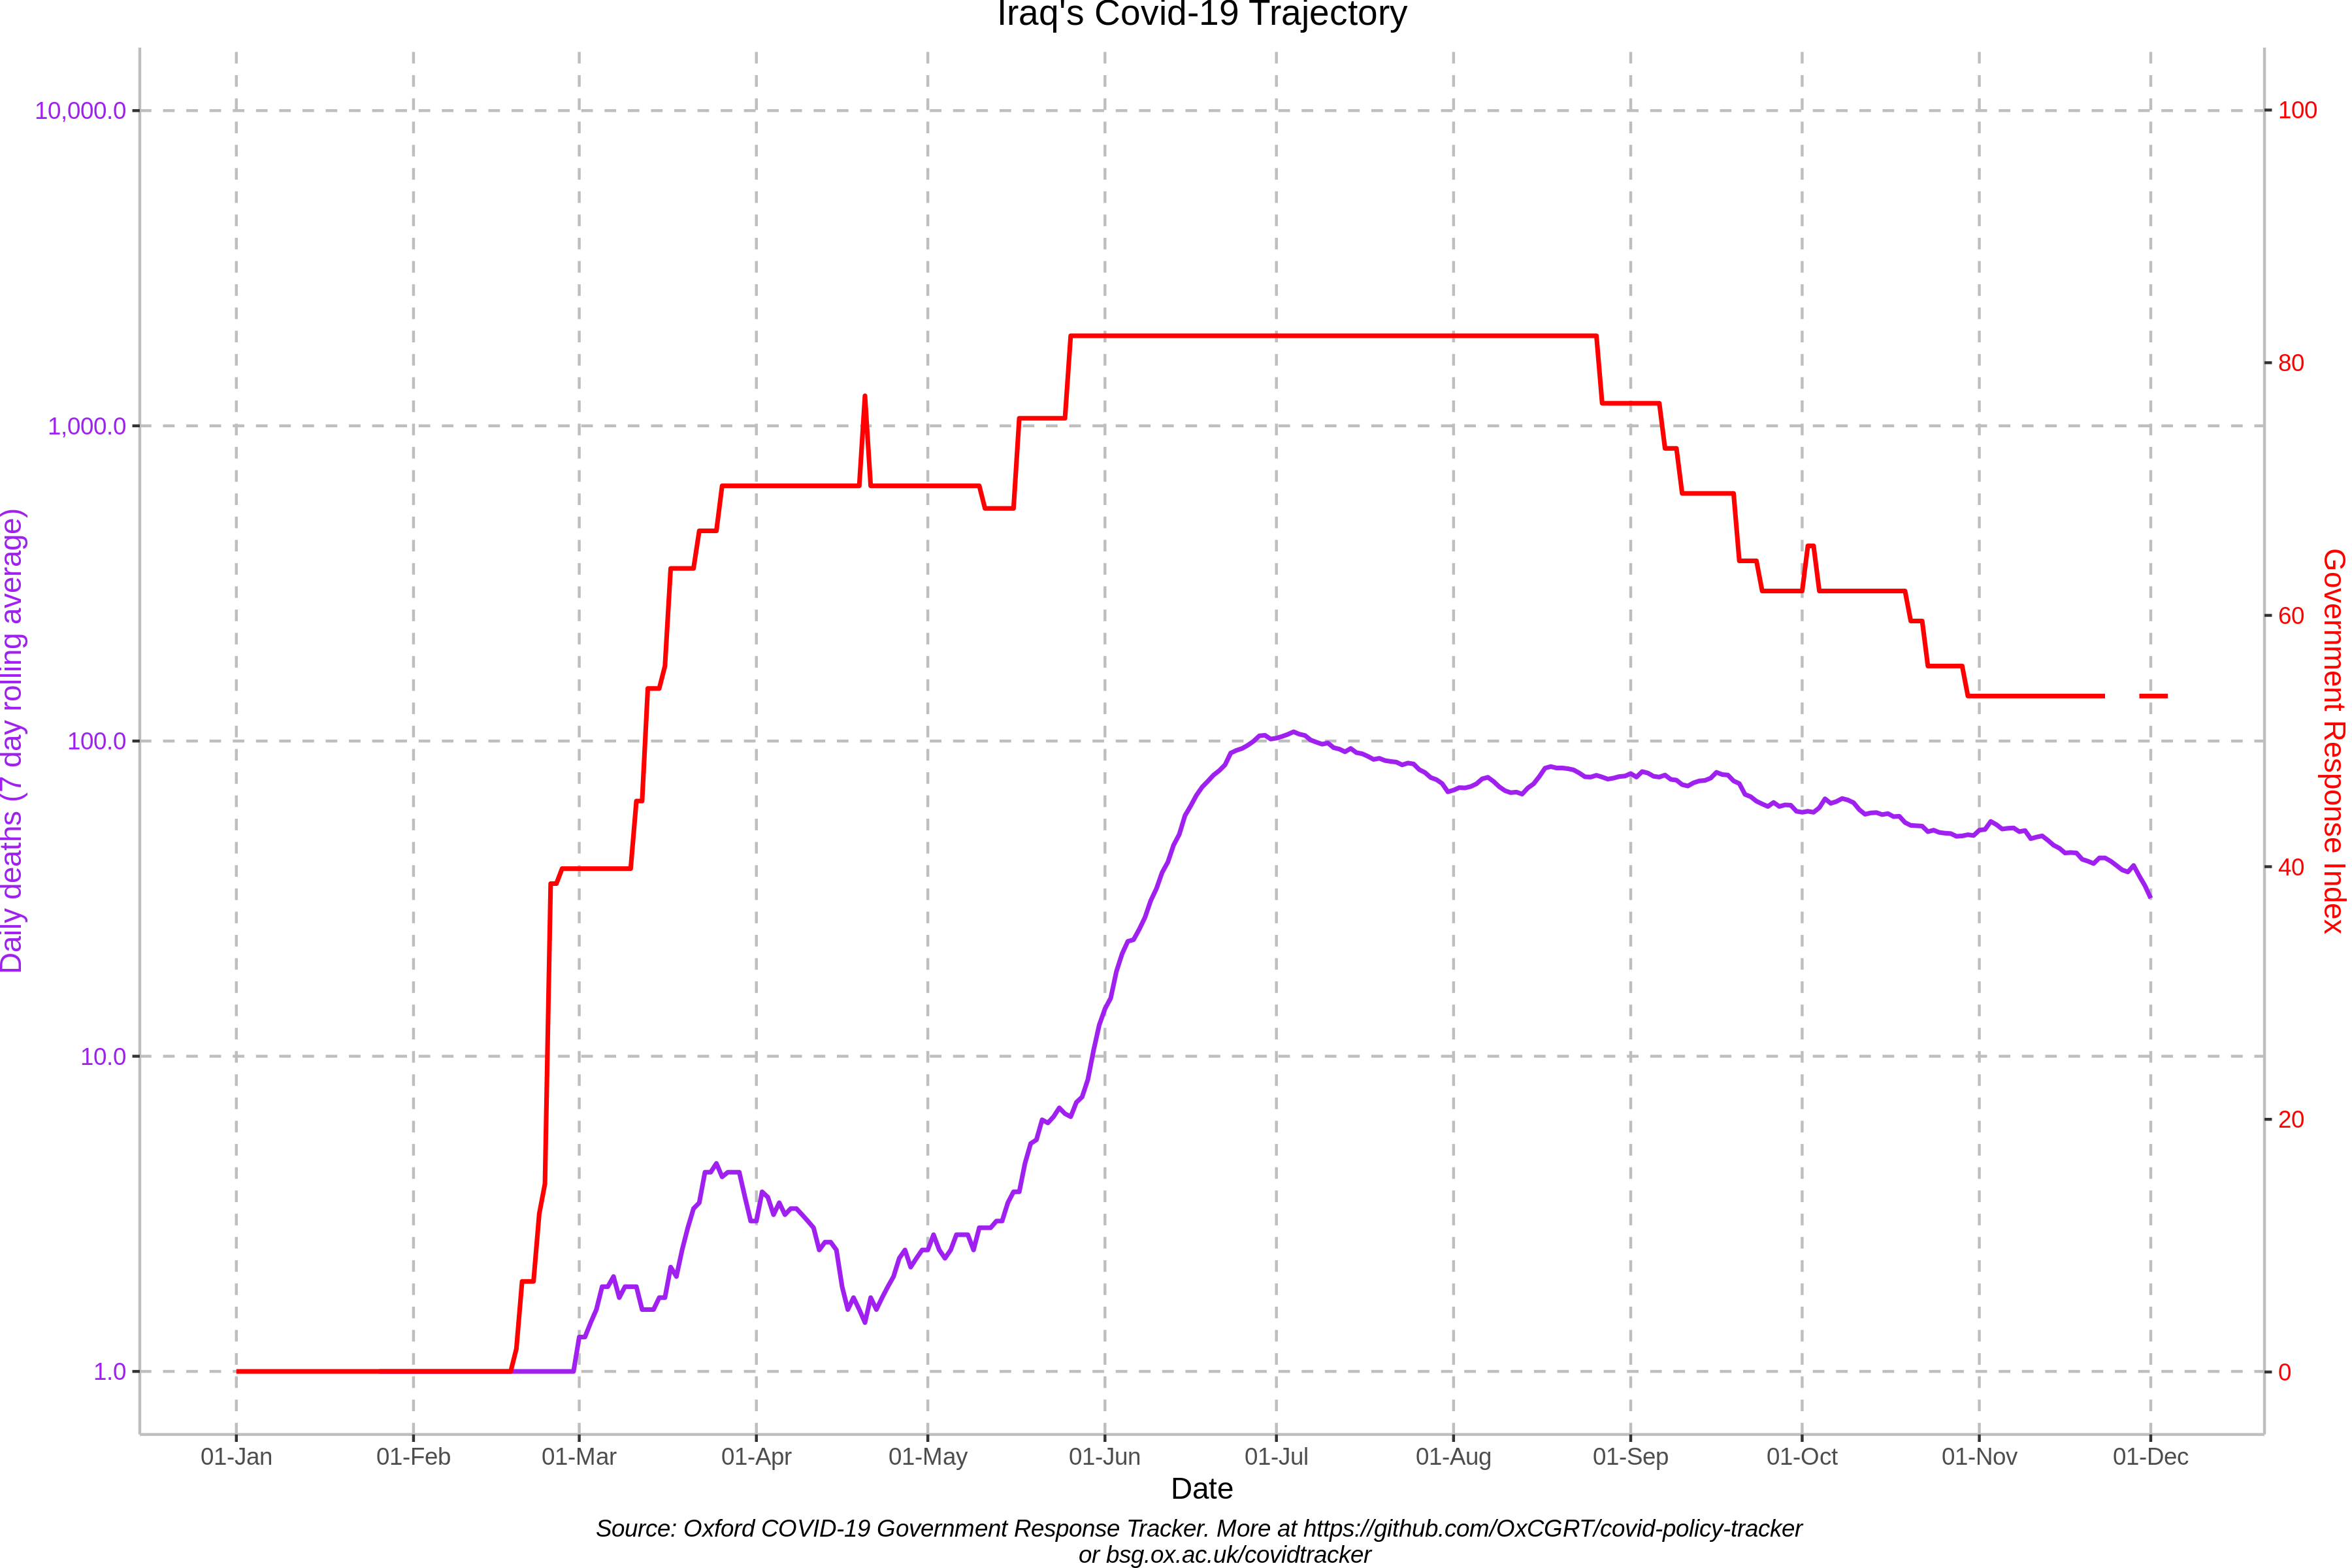 Iraq's Covid-19 Trajectory
10,000.0
1,000.0
100.0
10.0
1.0
Daily deaths (7 day rolling average)
100
80
60
40
20
0
Government Response Index
01-Jan
01-Feb
01-Mar
01-Apr
01-May
01-Jun
01-Jul
01-Aug
01-Sep
01-Oct
01-Nov
01-Dec
Date
Source: Oxford COVID-19 Government Response Tracker. More at https://github.com/OxCGRT/covid-policy-tracker
or bsg.ox.ac.uk/covidtracker